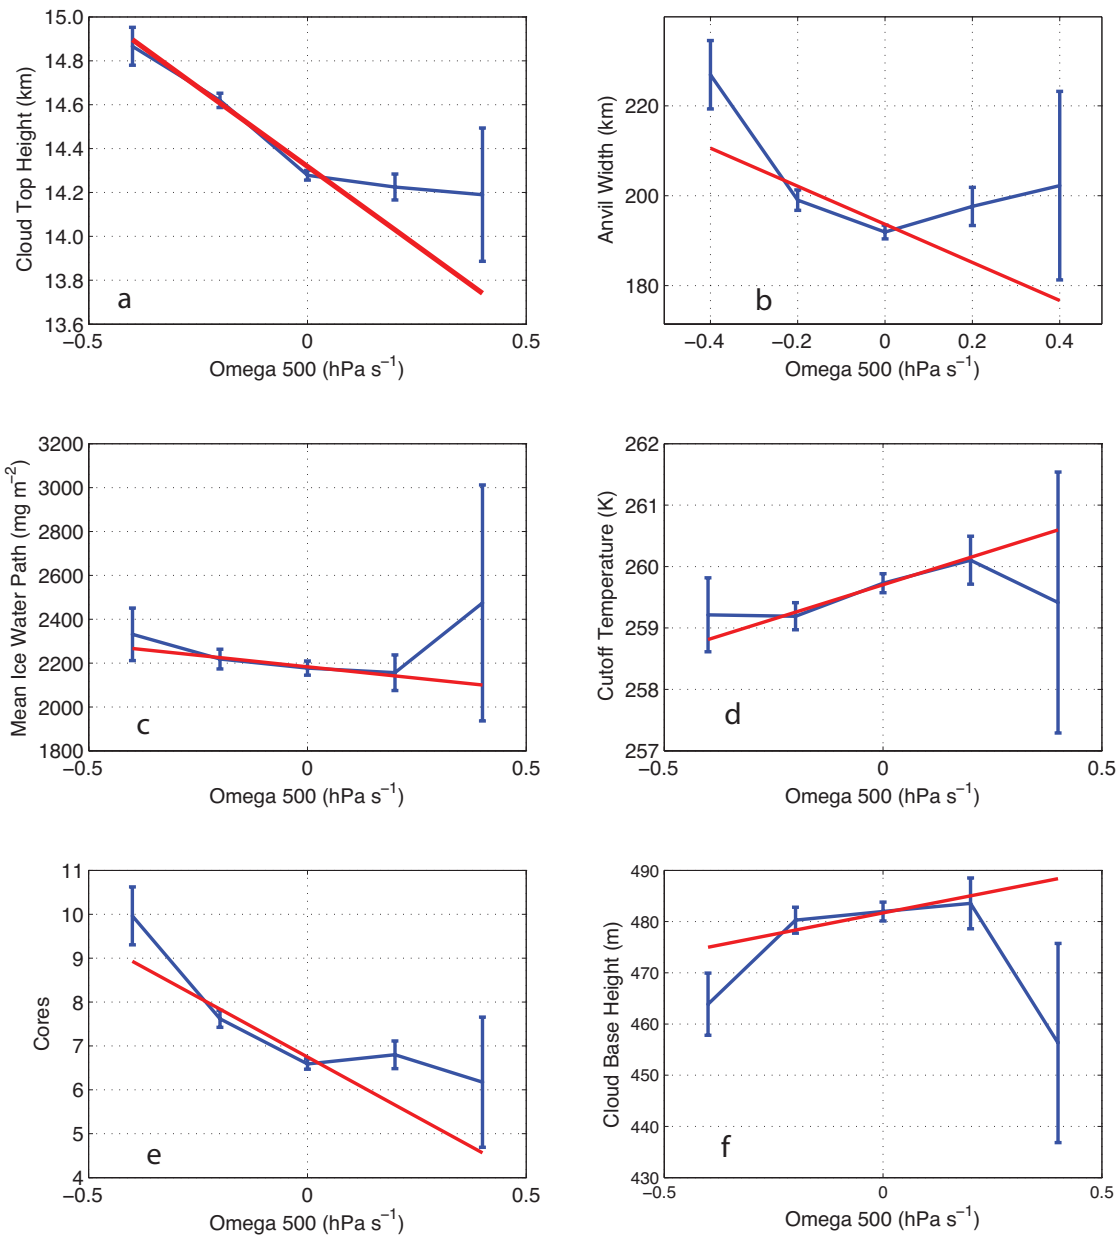 15.0
14.8
14.6
14.4
14.2
14.0
13.8
13.6
Cloud Top Height (km)
a
−0.5 0 0.5
Omega 500 (hPa s−1)
220
200
180
Anvil Width (km)
b
−0.4 −0.2 0 0.2 0.4
Omega 500 (hPa s−1)
3200
3000
2800
2600
2400
2200
2000
1800
Mean Ice Water Path (mg m−2)
c
−0.5 0 0.5
Omega 500 (hPa s−1)
262
261
260
259
258
257
Cutoff Temperature (K)
d
−0.5 0 0.5
Omega 500 (hPa s−1)
11
10
9
8
7
6
5
4
Cores
e
−0.5 0 0.5
Omega 500 (hPa s−1)
490
480
470
460
450
440
430
Cloud Base Height (m)
f
−0.5 0 0.5
Omega 500 (hPa s−1)